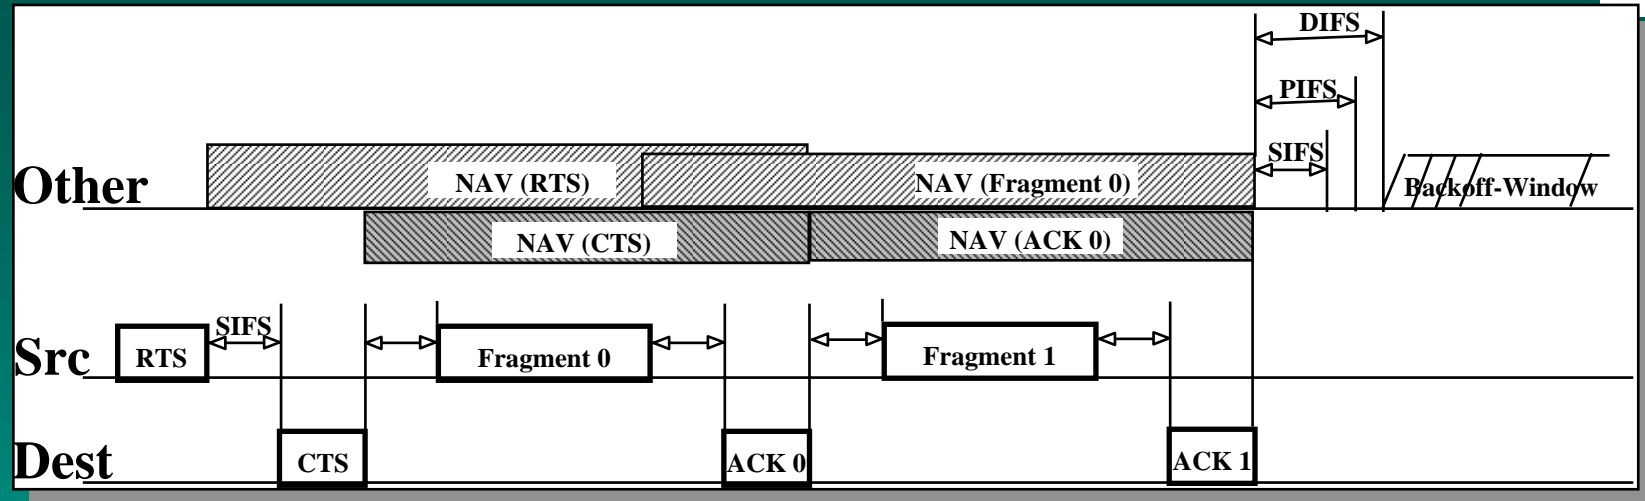 DIFS
PIFS
SIFS
Other
NAV (RTS)
NAV (Fragment 0)
Backoff-Window
NAV (CTS)
NAV (ACK 0)
Src
RTS
SIFS
Fragment 0
Fragment 1
Dest
CTS
ACK 0
ACK 1